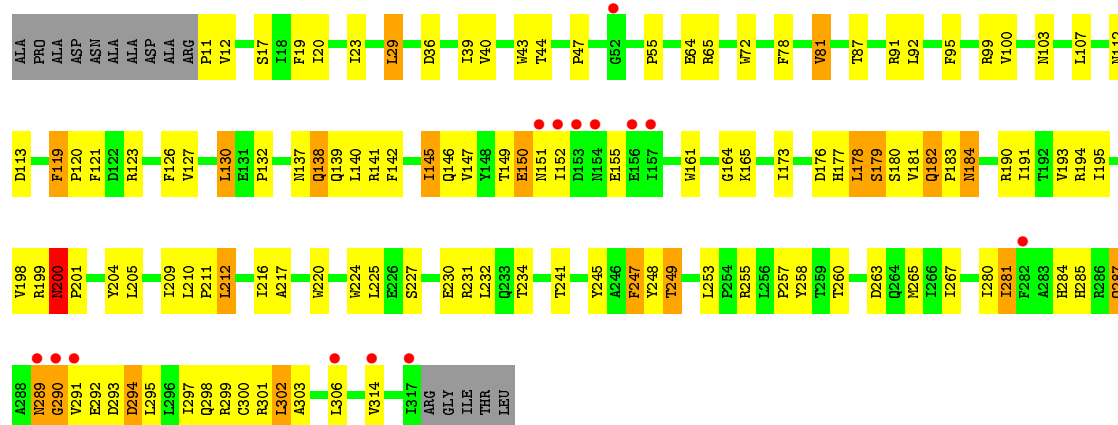 ALA PRO ALA ASP ASN ALA ALA ASP ALA ARG P11 V12 S17 I18 F19 I20 I23 L29 D36 I39 V40 W43 T44 P47 G52 P55 E64 R65 W72 F78 V81 T87 R91 L92 F95 R99 V100 N103 L107 N112
D113 F119 P120 F121 D122 R123 F126 V127 L130 E131 P132 N137 Q138 Q139 L140 R141 F142 I145 Q146 V147 Y148 T149 E150 N151 I152 D153 N154 E155 E156 I157 W161 G164 K165 I173 D176 H177 L178 S179 S180 V181 Q182 P183 N184 R190 I191 T192 V193 R194 I195
V198 R199 N200 P201 Y204 L205 I209 L210 P211 L212 I216 A217 W220 W224 L225 E226 S227 E230 R231 L232 Q233 T234 T241 Y245 A246 F247 Y248 T249 L253 P254 R255 L256 P257 Y258 T259 T260 D263 Q264 M265 I266 I267 I280 I281 F282 A283 H284 H285 R286
A288 N289 G290 V291 E292 D293 D294 L295 L296 I297 Q298 R299 C300 R301 L302 A303 L306 V314 I317 ARG GLY ILE THR LEU